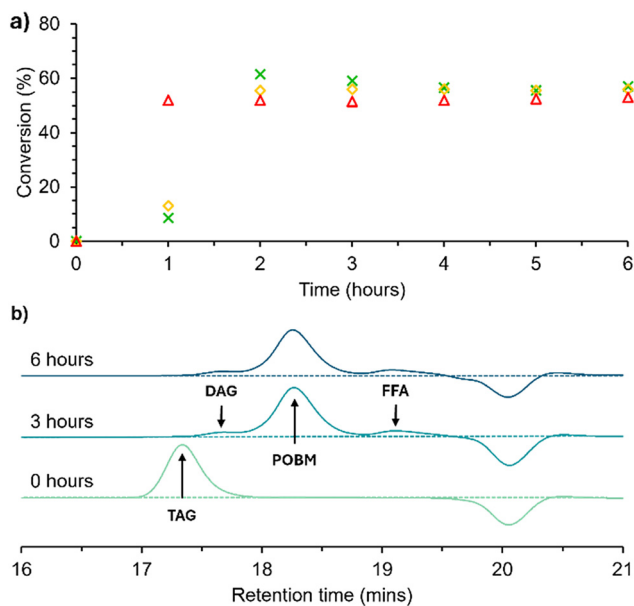 a)
80
60
40
20
0
Conversion (%)
0 1 2 3 4 5 6
Time (hours)
b)
6 hours
DAG FFA
3 hours
POBM
0 hours
TAG
16 17 18 19 20 21
Retention time (mins)